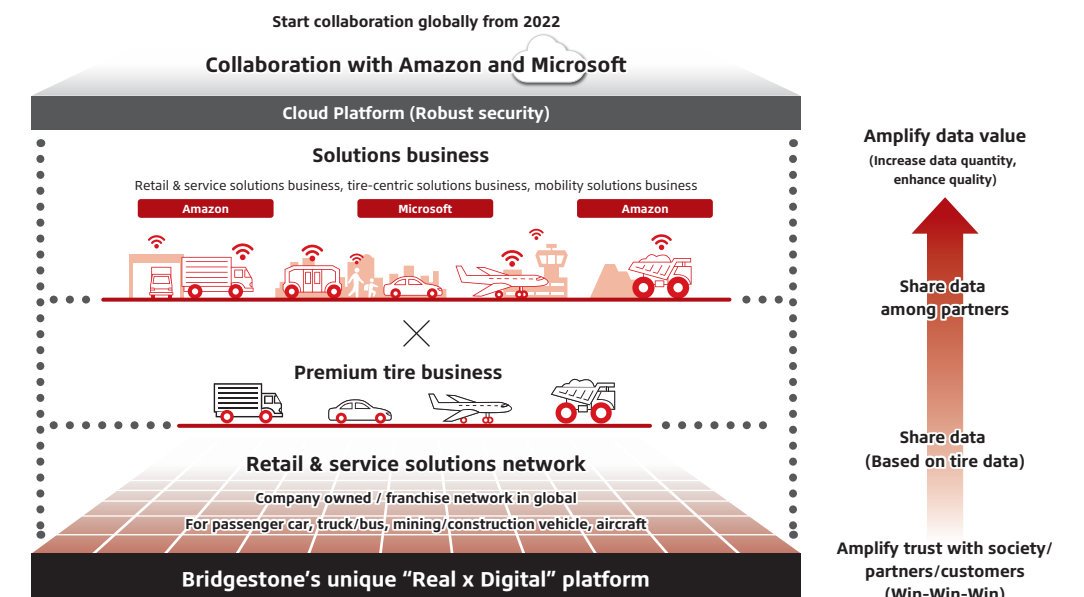 Start collaboration globally from 2022
Collaboration with Amazon and Microsoft
Cloud Platform (Robust security)
Solutions business
Retail & service solutions business, tire-centric solutions business, mobility solutions business
Amazon
Microsoft
Amazon
Premium tire business
Retail & service solutions network
Company owned / franchise network in global
For passenger car, truck/bus, mining/construction vehicle, aircraft
Bridgestone’s unique “Real x Digital” platform
Amplify data value
(Increase data quantity,
enhance quality)
Share data
among partners
Share data
(Based on tire data)
Amplify trust with society/
partners/customers
(Win-Win-Win)